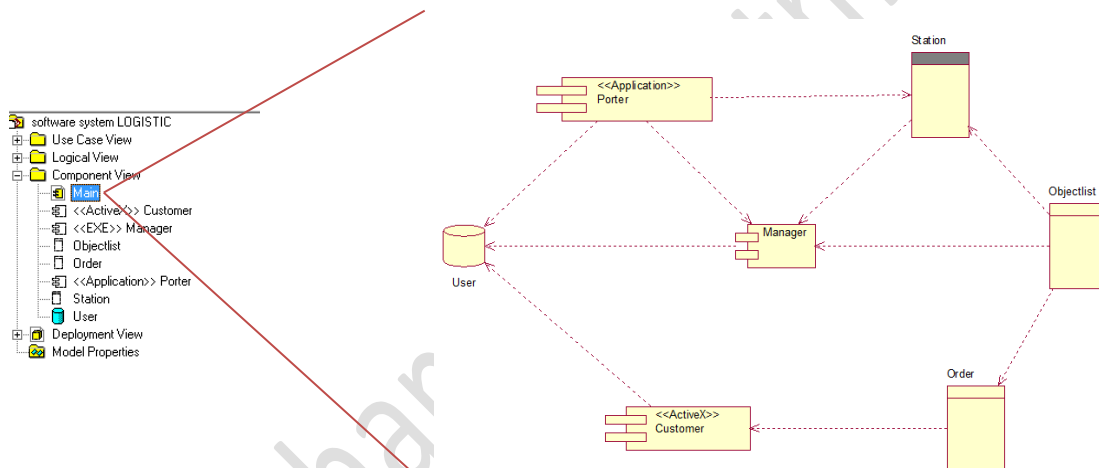 software system LOGISTIC
Use Case View
Logical View
Component View
Main
<<ActiveX>> Customer
<<EXE>> Manager
Objectlist
Order
<<Application>> Porter
Station
User
Deployment View
Model Properties
Station
<<Application>>
Porter
Objectlist
Manager
User
Order
<<ActiveX>>
Customer